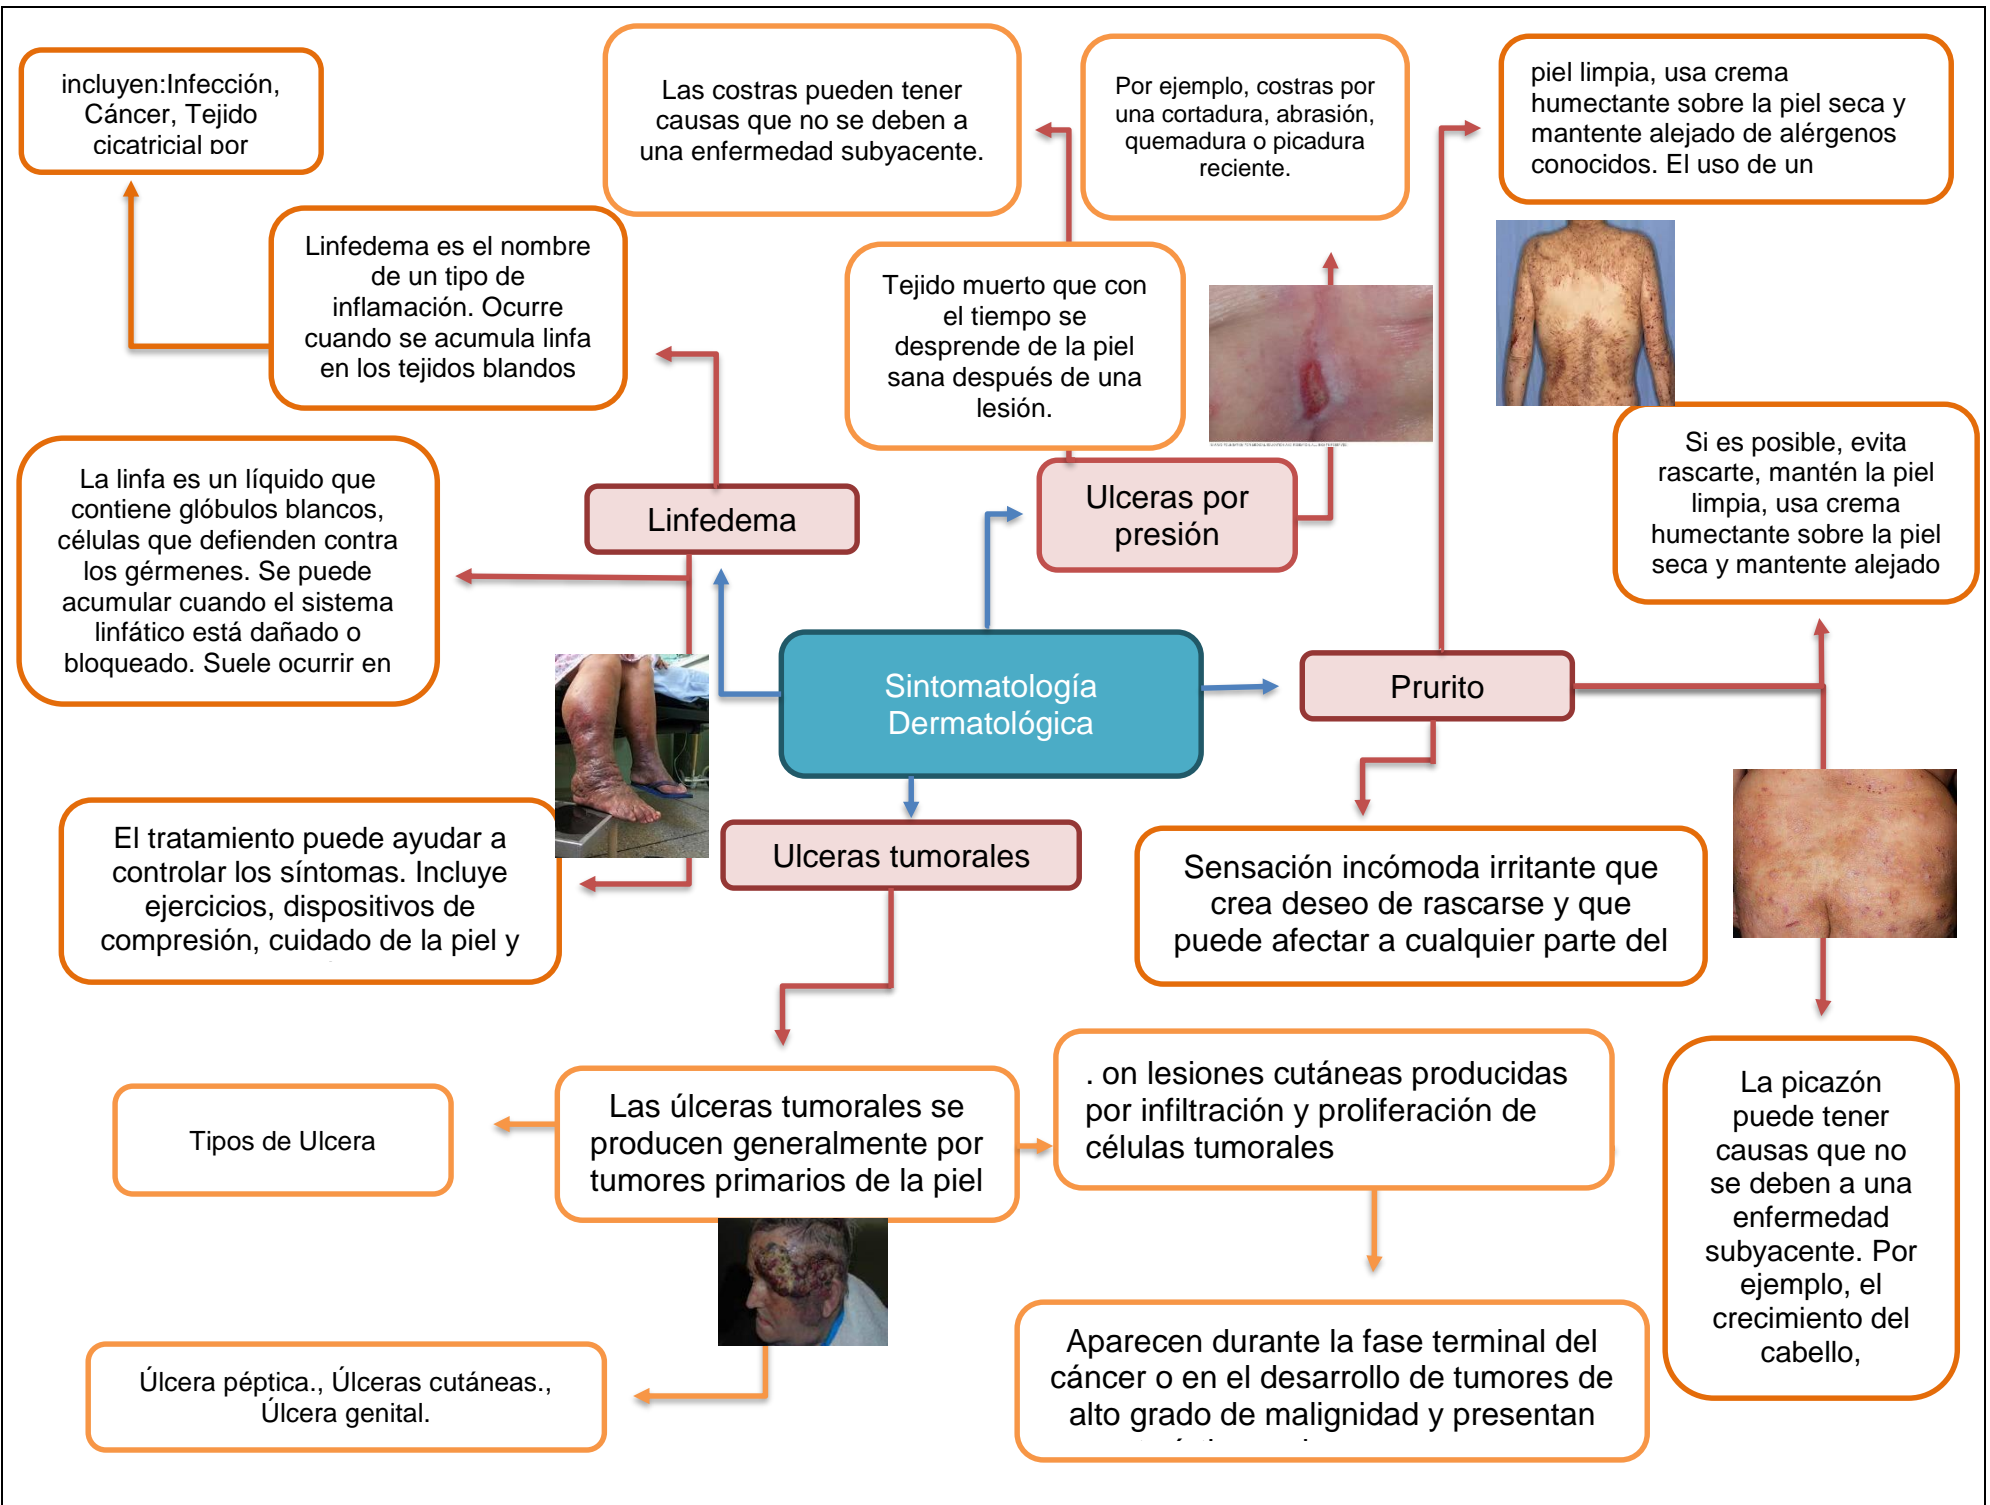 incluyen:Infección,
Cáncer, Tejido
cicatricial por
Las costras pueden tener
causas que no se deben a
una enfermedad subyacente.
Por ejemplo, costras por
una cortadura, abrasión,
quemadura o picadura
reciente.
piel limpia, usa crema
humectante sobre la piel seca y
mantente alejado de alérgenos
conocidos. El uso de un
Linfedema es el nombre
de un tipo de
inflamación. Ocurre
cuando se acumula linfa
en los tejidos blandos
Tejido muerto que con
el tiempo se
desprende de la piel
sana después de una
lesión.
Si es posible, evita
rascarte, mantén la piel
limpia, usa crema
humectante sobre la piel
seca y mantente alejado
La linfa es un líquido que
contiene glóbulos blancos,
células que defienden contra
los gérmenes. Se puede
acumular cuando el sistema
linfático está dañado o
bloqueado. Suele ocurrir en
Linfedema
Ulceras por
presión
Sintomatología
Dermatológica
Prurito
El tratamiento puede ayudar a
controlar los síntomas. Incluye
ejercicios, dispositivos de
compresión, cuidado de la piel y
Ulceras tumorales
Sensación incómoda irritante que
crea deseo de rascarse y que
puede afectar a cualquier parte del
Tipos de Ulcera
Las úlceras tumorales se
producen generalmente por
tumores primarios de la piel
. on lesiones cutáneas producidas
por infiltración y proliferación de
células tumorales
La picazón
puede tener
causas que no
se deben a una
enfermedad
subyacente. Por
ejemplo, el
crecimiento del
cabello,
Úlcera péptica., Úlceras cutáneas.,
Úlcera genital.
Aparecen durante la fase terminal del
cáncer o en el desarrollo de tumores de
alto grado de malignidad y presentan